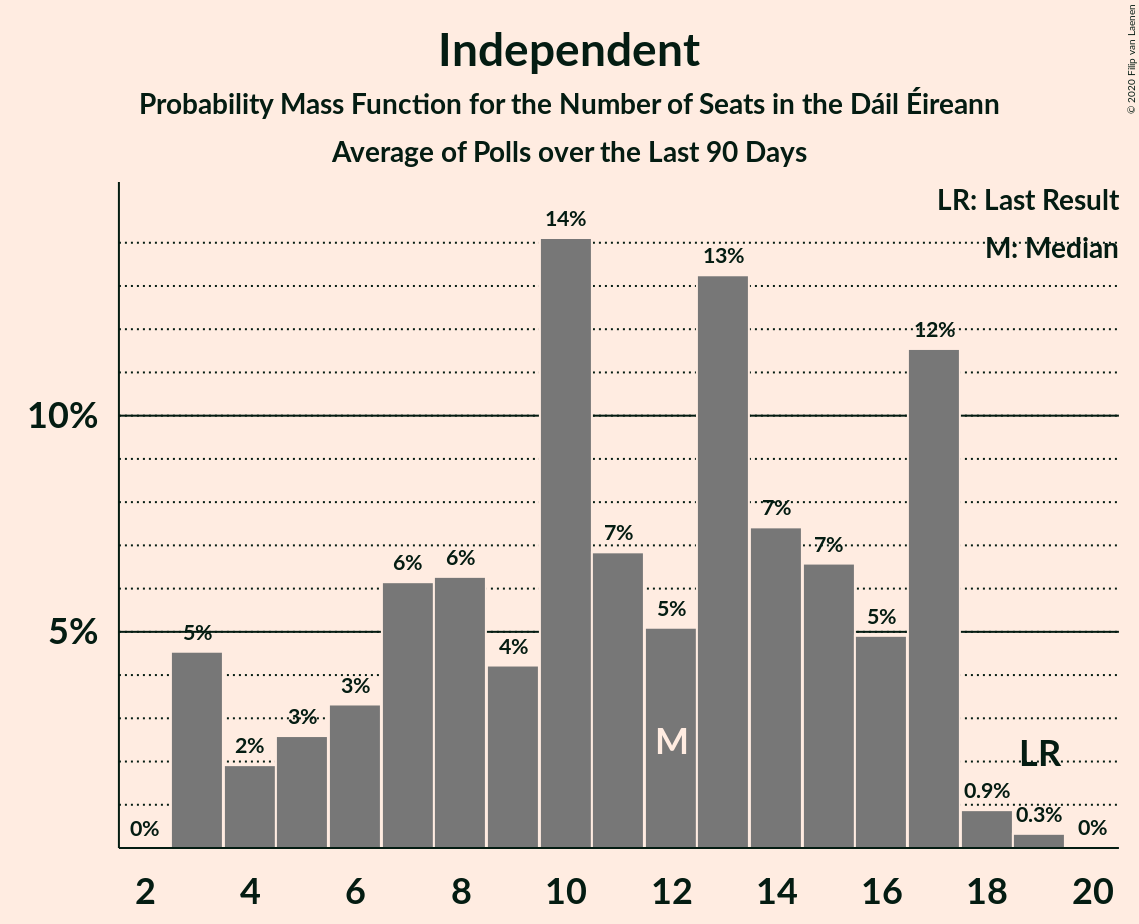 Independent
Probability Mass Function for the Number of Seats in the Dáil Éireann
Average of Polls over the Last 90 Days
© 2020 Filip van Laenen
LR: Last Result
M: Median
10%
5%
0%
5%
2%
3%
3%
6%
6%
4%
14%
7%
5%
13%
7%
7%
5%
12%
0.9%
0.3%
0%
M
LR
2 4 6 8 10 12 14 16 18 20